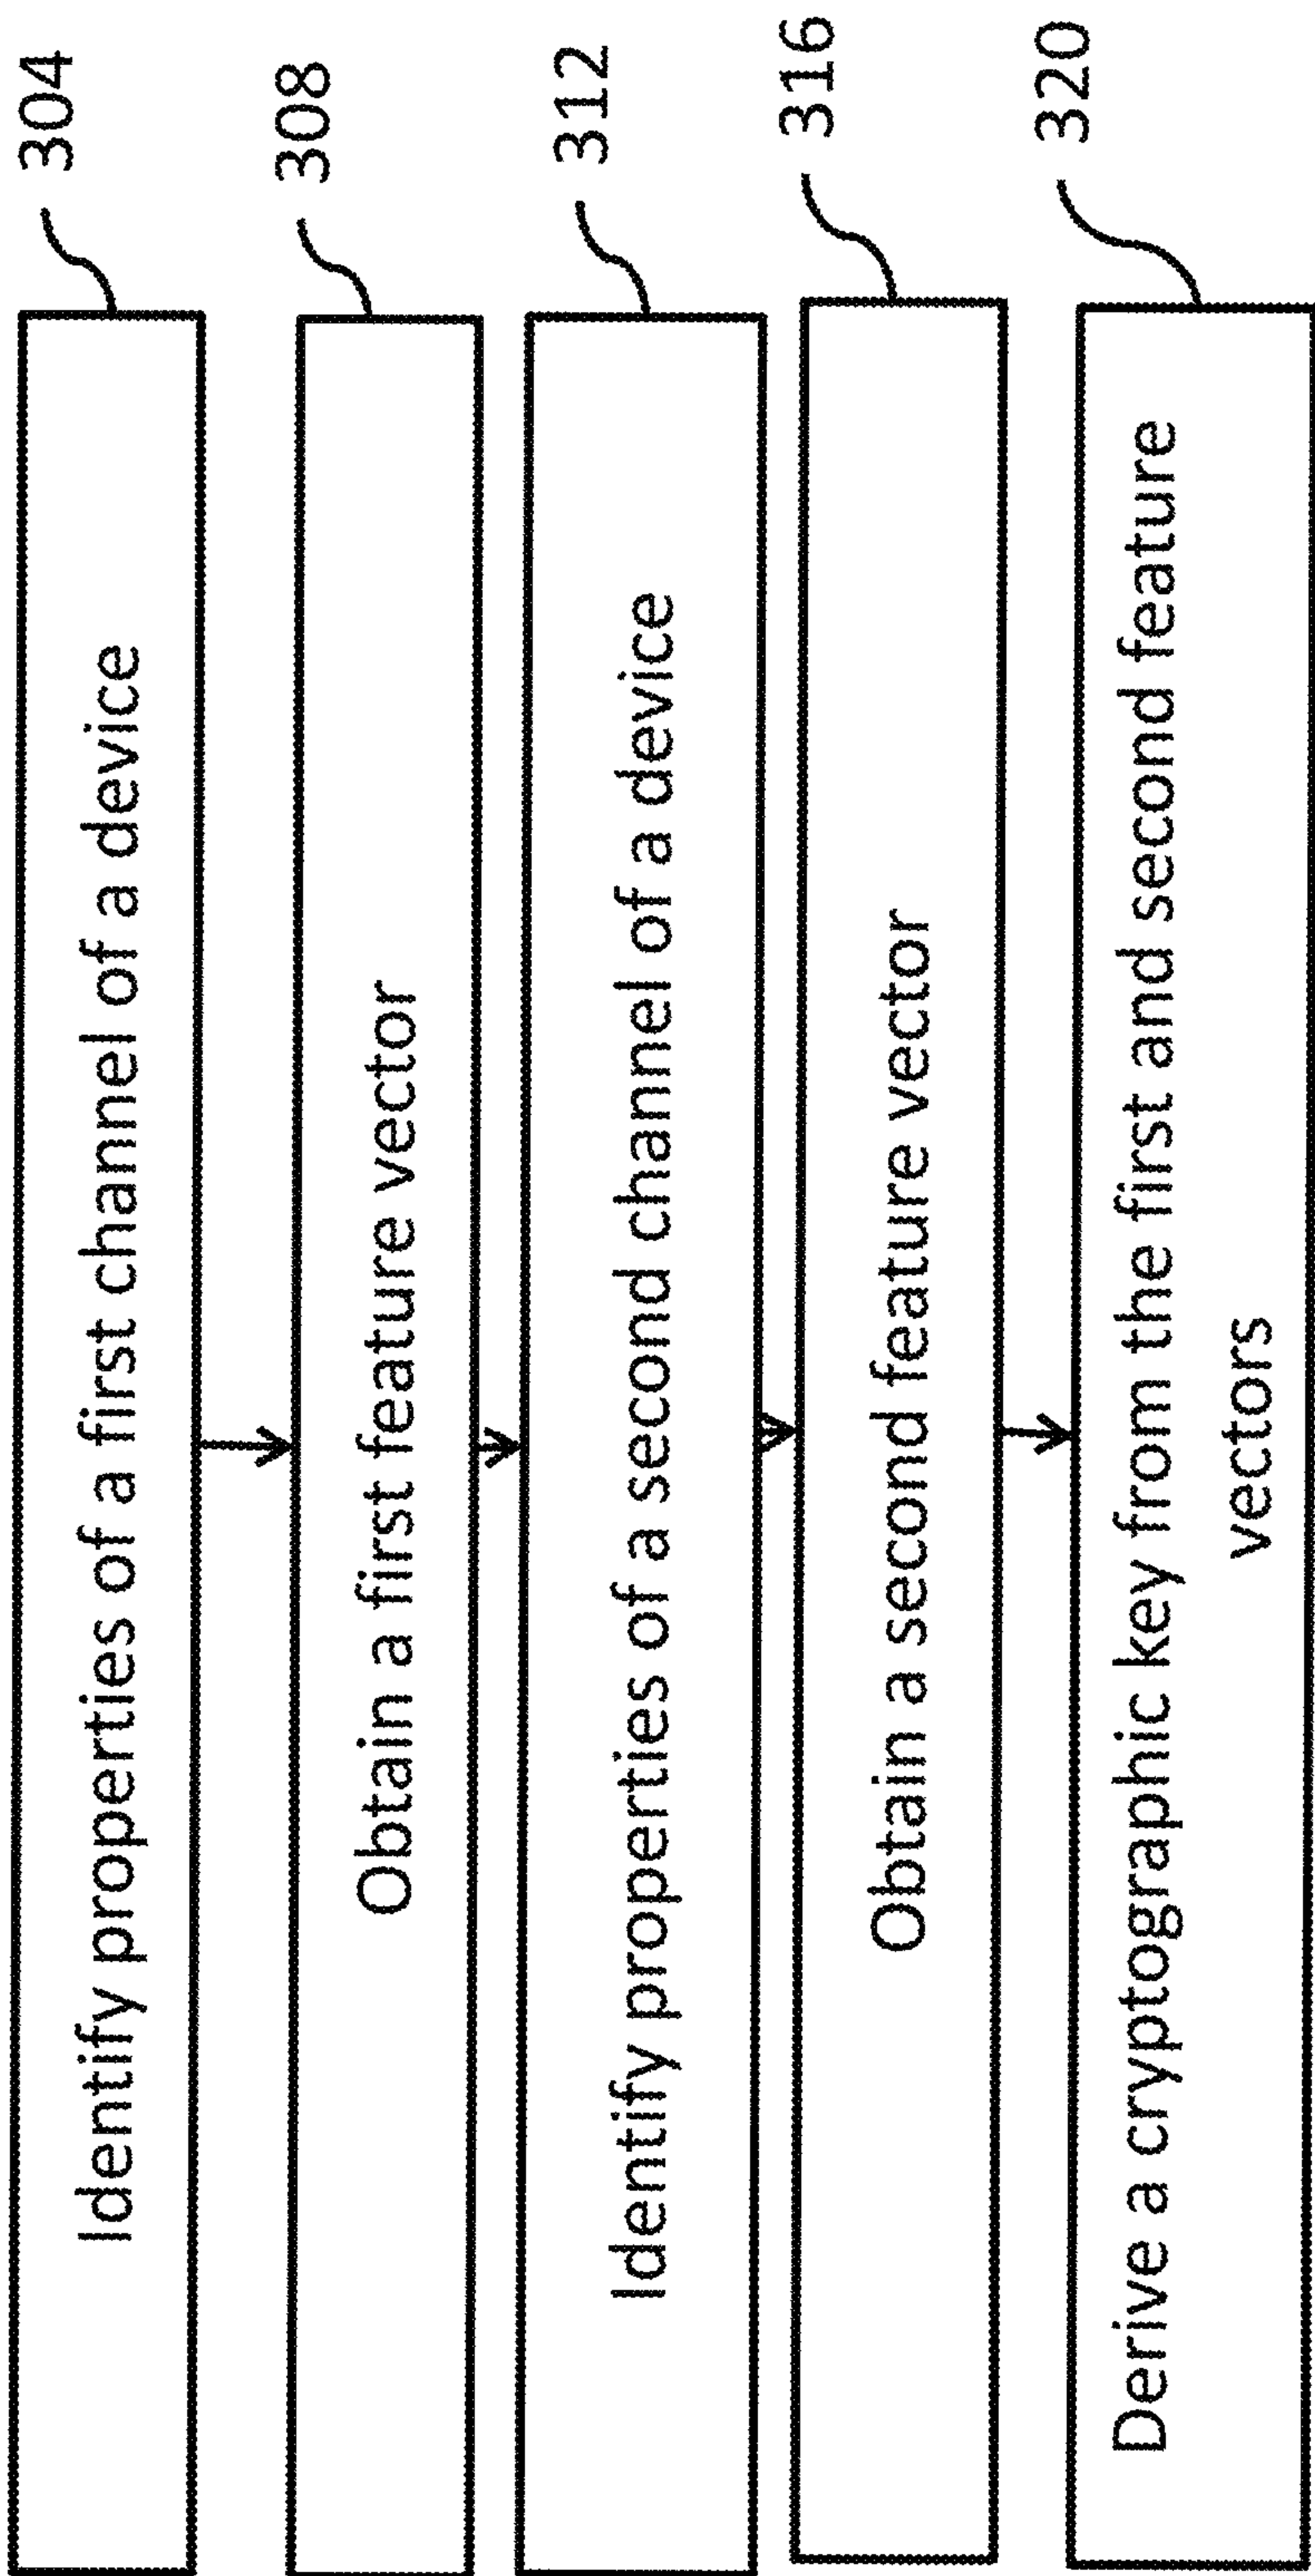 Identify properties of a first channel of a device
304
Obtain a first feature vector
308
Identify properties of a second channel of a device
312
Obtain a second feature vector
316
Derive a cryptographic key from the first and second feature
vectors
320